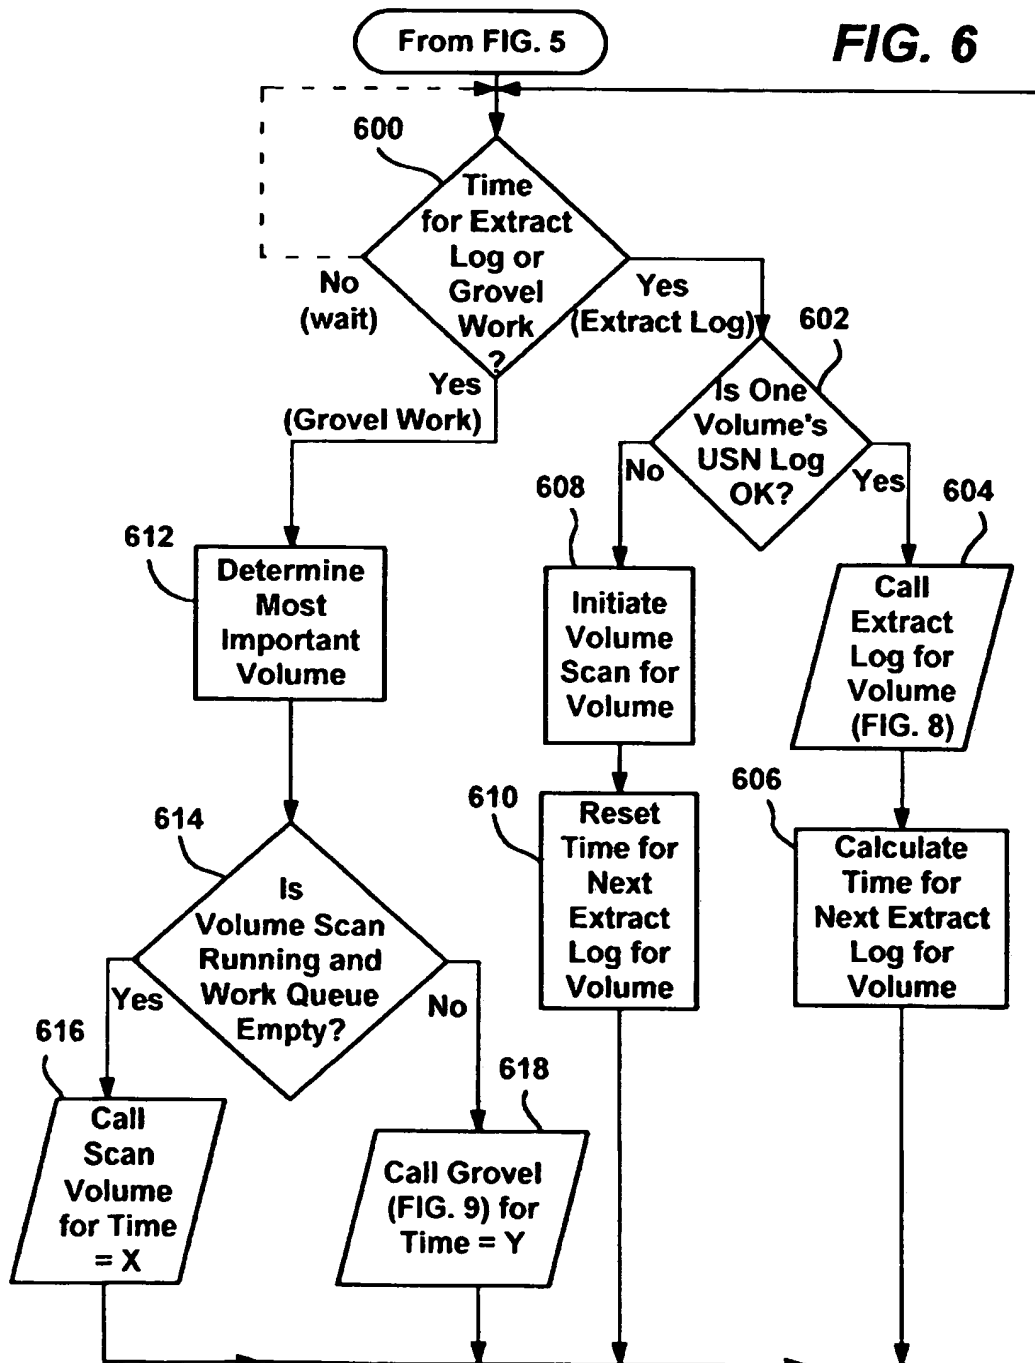 From FIG. 5
FIG. 6
600
Time
for Extract
Log or
Grovel
Work
?
No
(wait)
Yes
(Extract Log)
Yes
(Grovel Work)
602
Is One
Volume's
USN Log
OK?
No
Yes
608
604
612
Determine
Most
Important
Volume
Initiate
Volume
Scan for
Volume
Call
Extract
Log for
Volume
(FIG. 8)
610
Reset
Time for
Next
Extract
Log for
Volume
606
Calculate
Time for
Next Extract
Log for
Volume
614
Is
Volume Scan
Running and
Work Queue
Empty?
Yes
No
616
Call
Scan
Volume
for Time
= X
618
Call Grovel
(FIG. 9) for
Time = Y